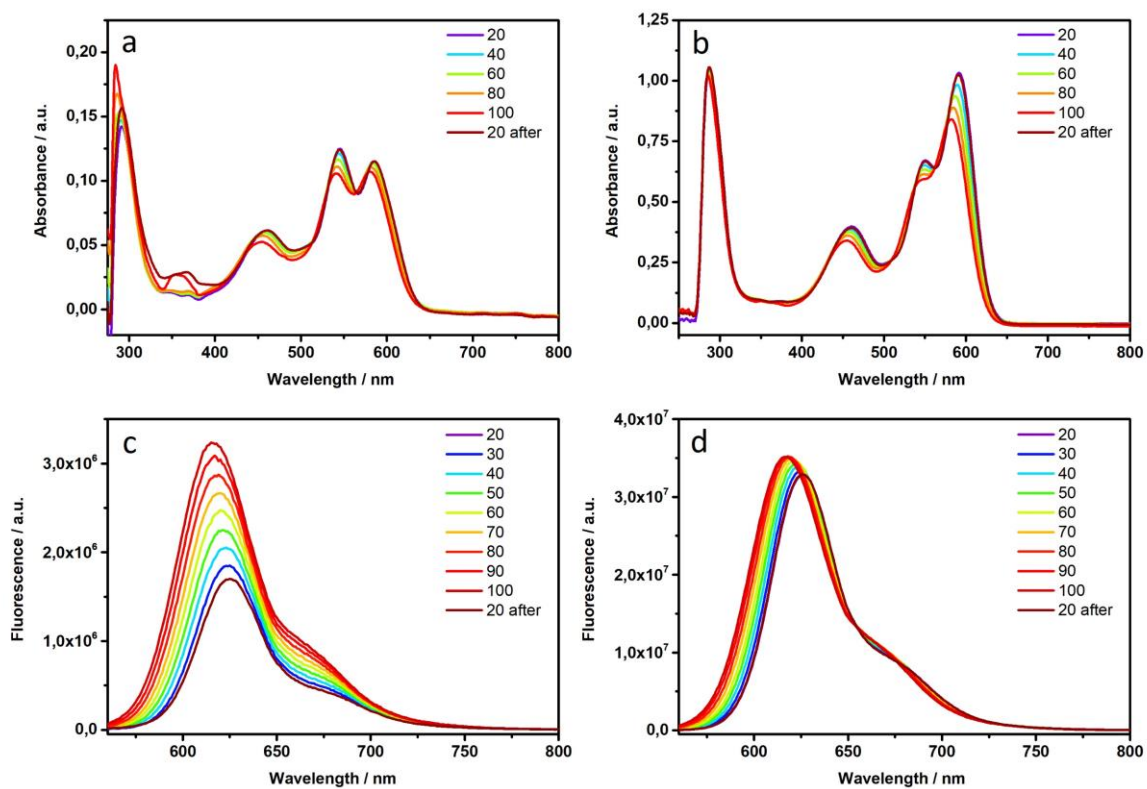 a
0,20
0,15
0,10
0,05
0,00
Absorbance / a.u.
300 400 500 600 700 800
Wavelength / nm
20
40
60
80
100
20 after
b
1,25
1,00
0,75
0,50
0,25
0,00
Absorbance / a.u.
300 400 500 600 700 800
Wavelength / nm
20
40
60
80
100
20 after
c
3,0x10⁶
2,0x10⁶
1,0x10⁶
0,0
Fluorescence / a.u.
600 650 700 750 800
Wavelength / nm
20
30
40
50
60
70
80
90
100
20 after
d
4,0x10⁷
3,0x10⁷
2,0x10⁷
1,0x10⁷
0,0
Fluorescence / a.u.
600 650 700 750 800
Wavelength / nm
20
30
40
50
60
70
80
90
100
20 after